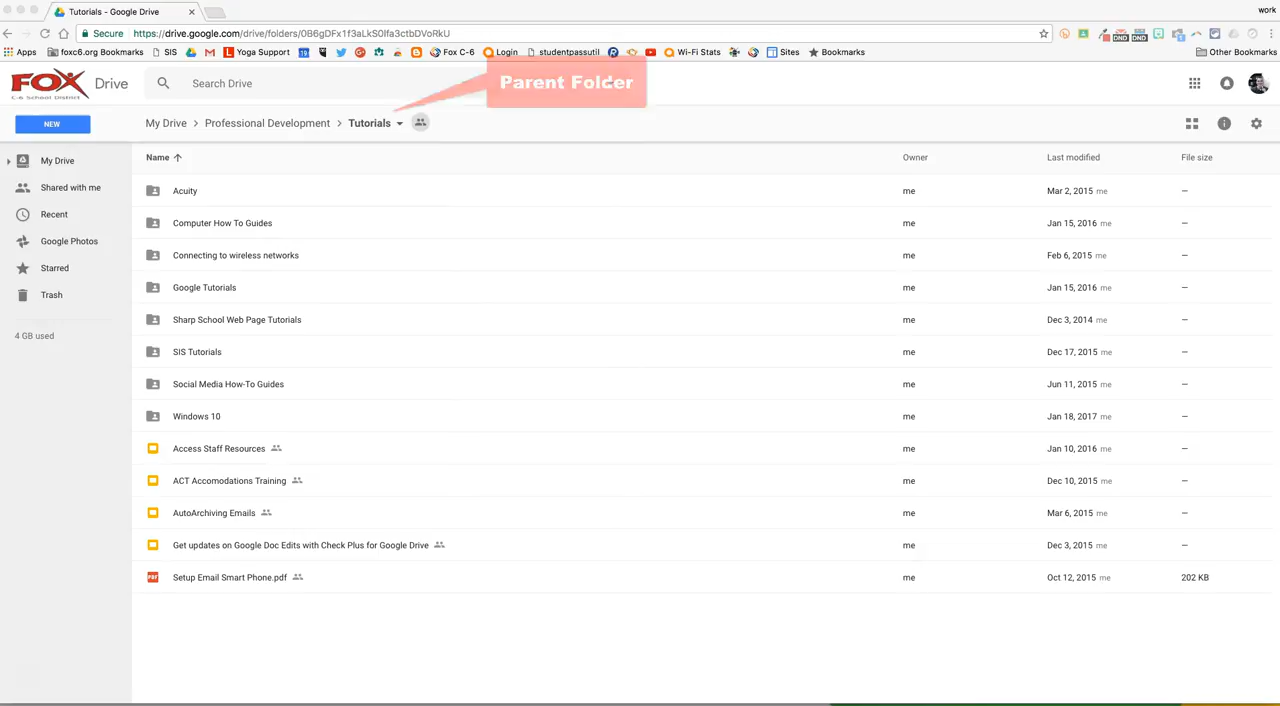 Tutorials - Google Drive
work
Secure https://drive.google.com/drive/folders/0B6gDFx1f3aLkS0lfa3ctbDVoRkU
Apps foxc6.org Bookmarks SIS Yoga Support Fox C-6 Login studentpassutil Wi-Fi Stats Sites Bookmarks Other Bookmarks
FOX Drive Search Drive
C-6 School District
Parent Folder
NEW My Drive > Professional Development > Tutorials
Name Owner Last modified File size
My Drive
Shared with me
Recent
Google Photos
Starred
Trash
4 GB used
Acuity me Mar 2, 2015 me –
Computer How To Guides me Jan 15, 2016 me –
Connecting to wireless networks me Feb 6, 2015 me –
Google Tutorials me Jan 15, 2016 me –
Sharp School Web Page Tutorials me Dec 3, 2014 me –
SIS Tutorials me Dec 17, 2015 me –
Social Media How-To Guides me Jun 11, 2015 me –
Windows 10 me Jan 18, 2017 me –
Access Staff Resources me Jan 10, 2016 me –
ACT Accomodations Training me Dec 10, 2015 me –
AutoArchiving Emails me Mar 6, 2015 me –
Get updates on Google Doc Edits with Check Plus for Google Drive me Dec 3, 2015 me –
PDF Setup Email Smart Phone.pdf me Oct 12, 2015 me 202 KB